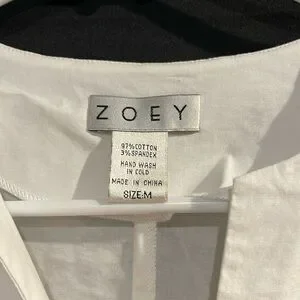 ZOEY
97%COTTON
3%SPANDEX
HAND WASH
IN COLD
MADE IN CHINA
SIZE:M